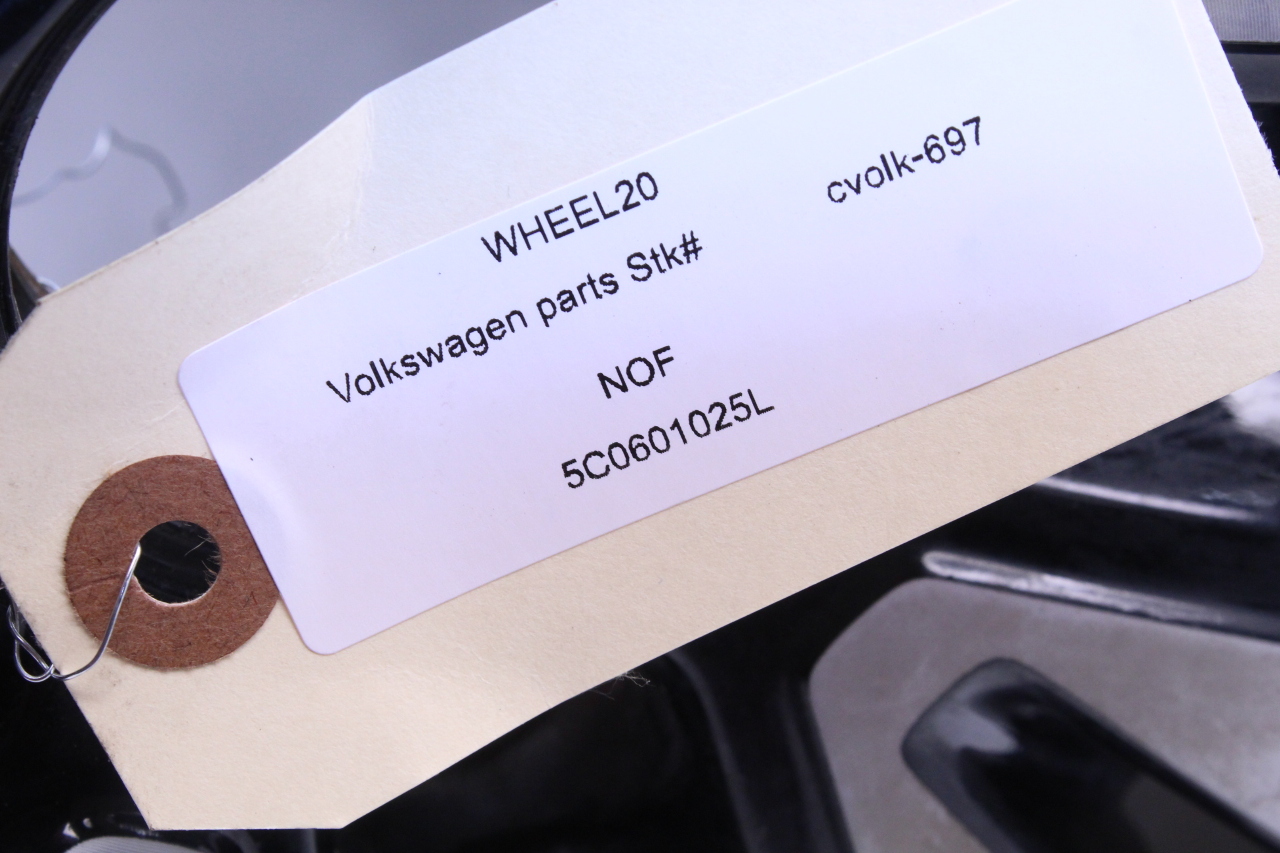 WHEEL20
Volkswagen parts Stk# cvolk-697
NOF
5C0601025L